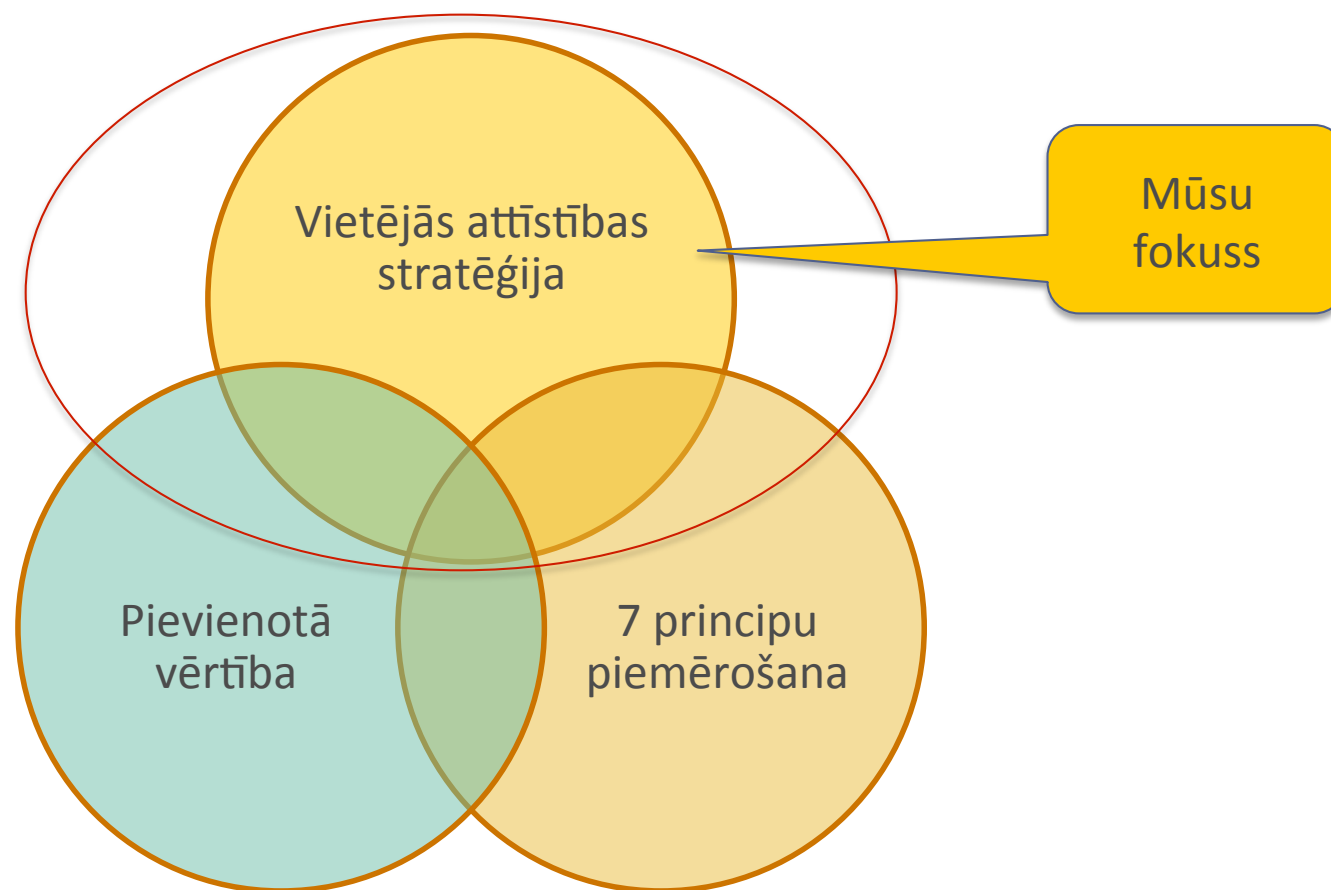 Vietējās attīstības
stratēģija
Mūsu
fokuss
Pievienotā
vērtība
7 principu
piemērošana